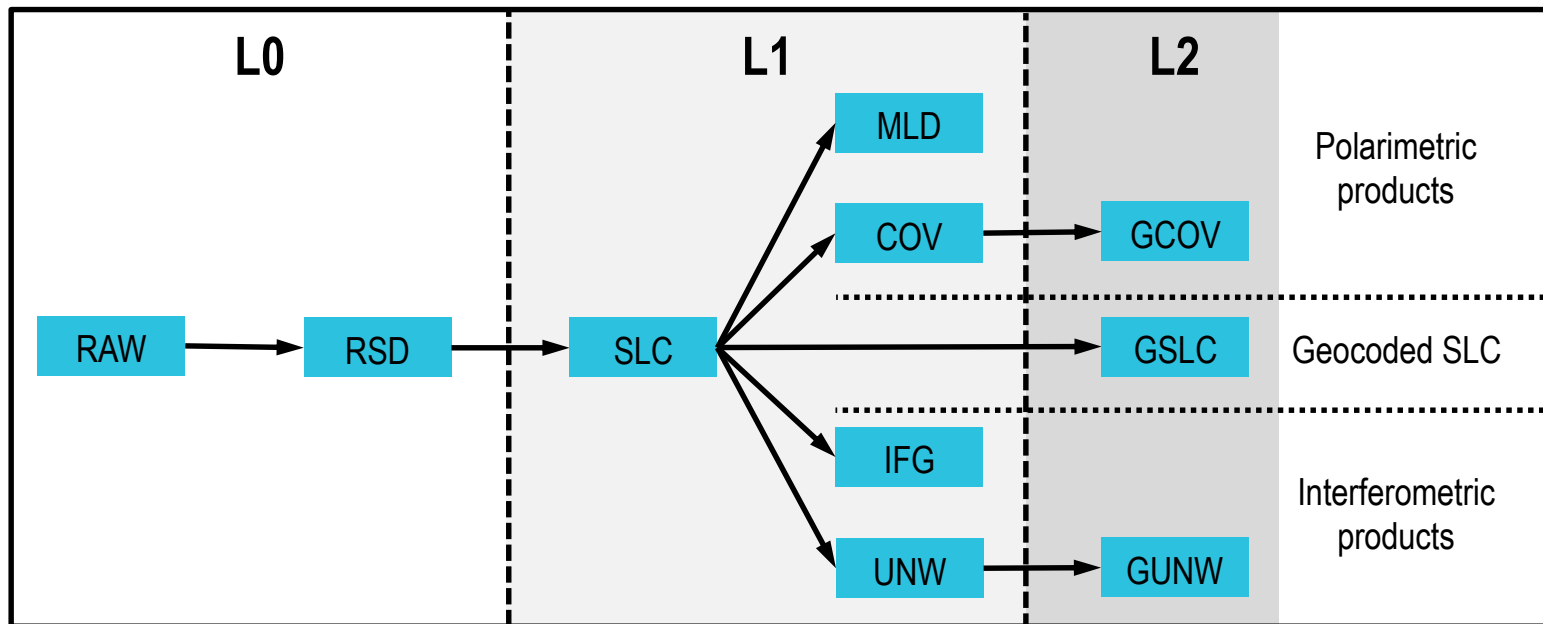 L0
L1
L2
MLD
Polarimetric
products
COV
GCOV
RAW
RSD
SLC
GSLC
Geocoded SLC
IFG
Interferometric
products
UNW
GUNW